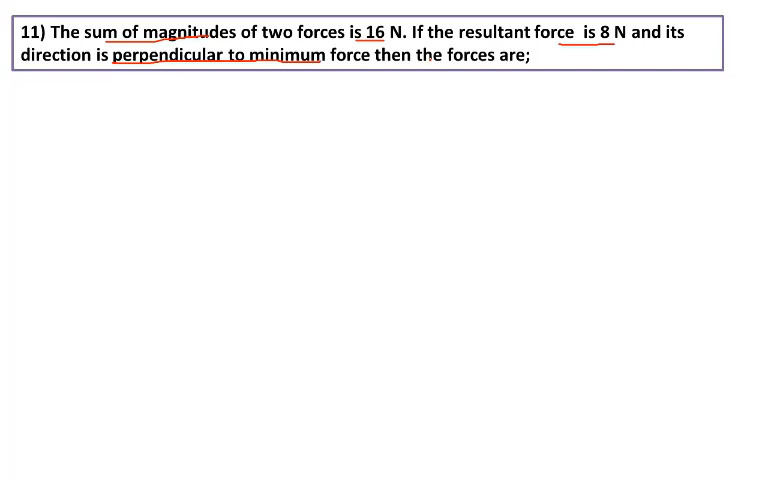 11) The sum of magnitudes of two forces is 16 N. If the resultant force is 8 N and its
direction is perpendicular to minimum force then the forces are;